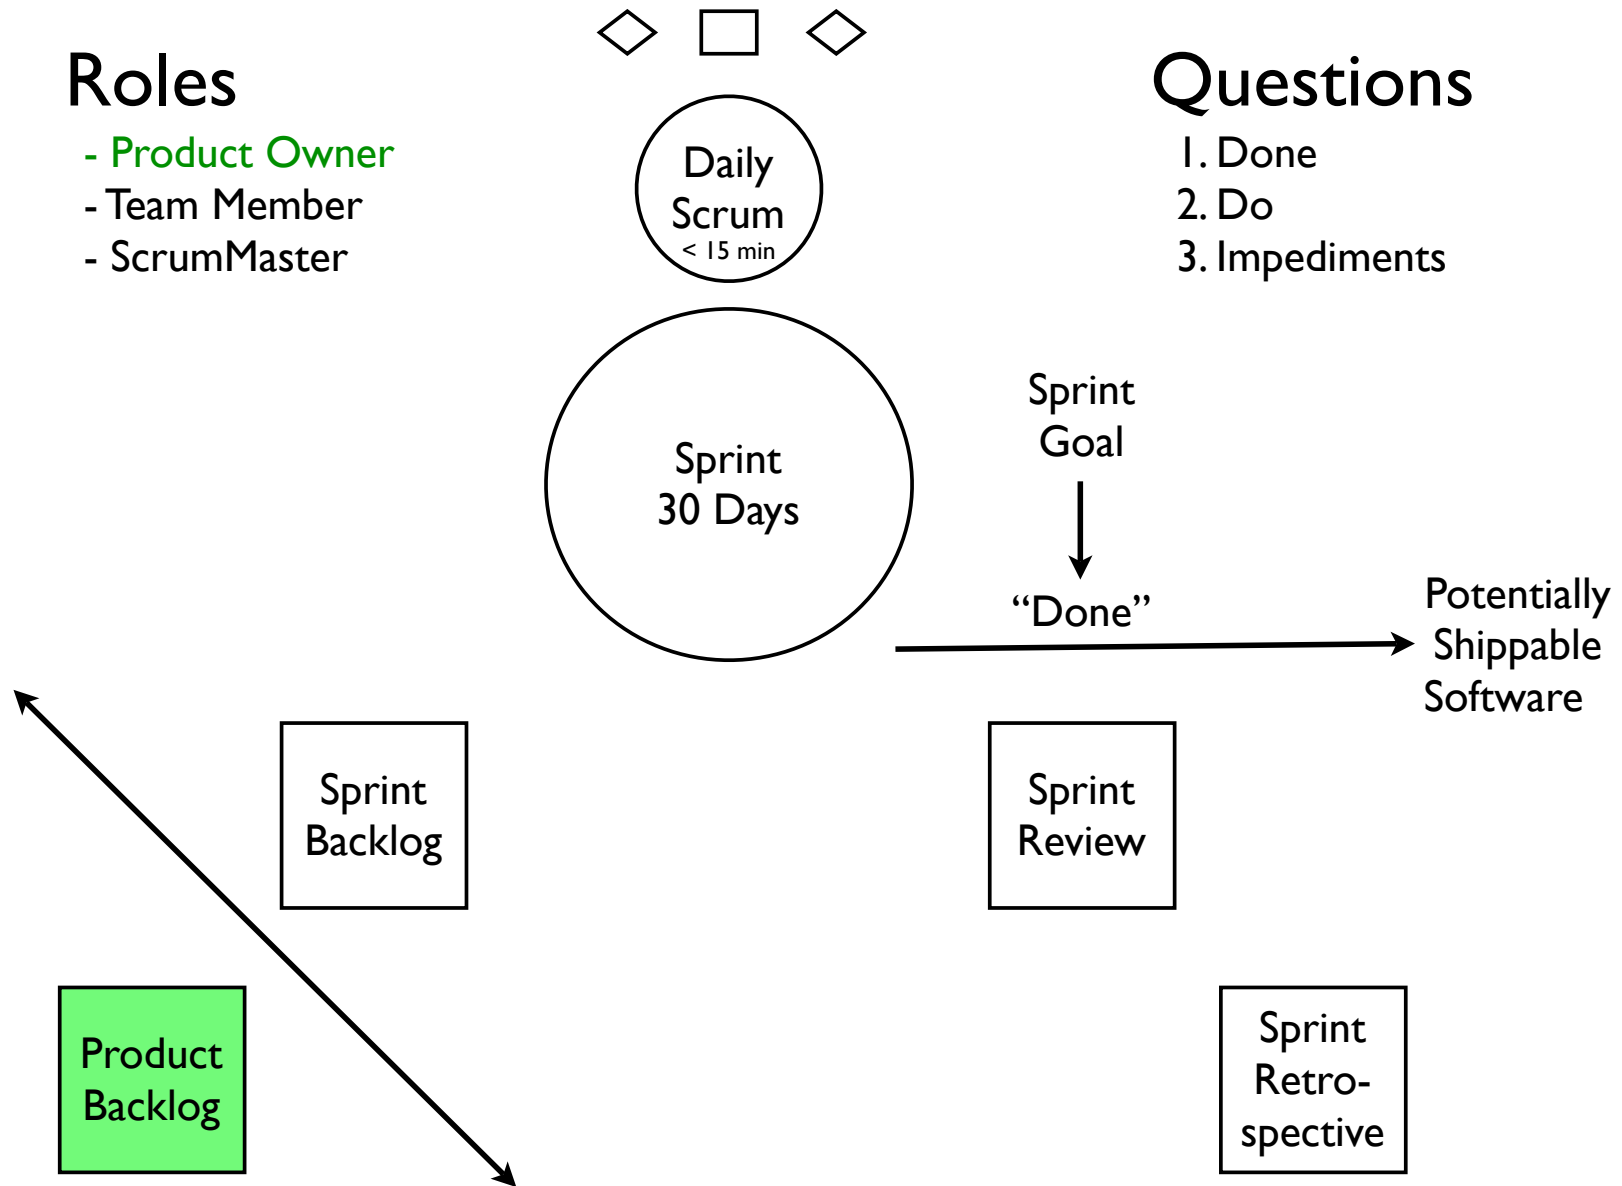 Roles
- Product Owner
- Team Member
- ScrumMaster
Daily
Scrum
< 15 min
Questions
1. Done
2. Do
3. Impediments
Sprint
30 Days
Sprint
Goal
“Done”
Potentially
Shippable
Software
Sprint
Backlog
Sprint
Review
Product
Backlog
Sprint
Retro-
spective